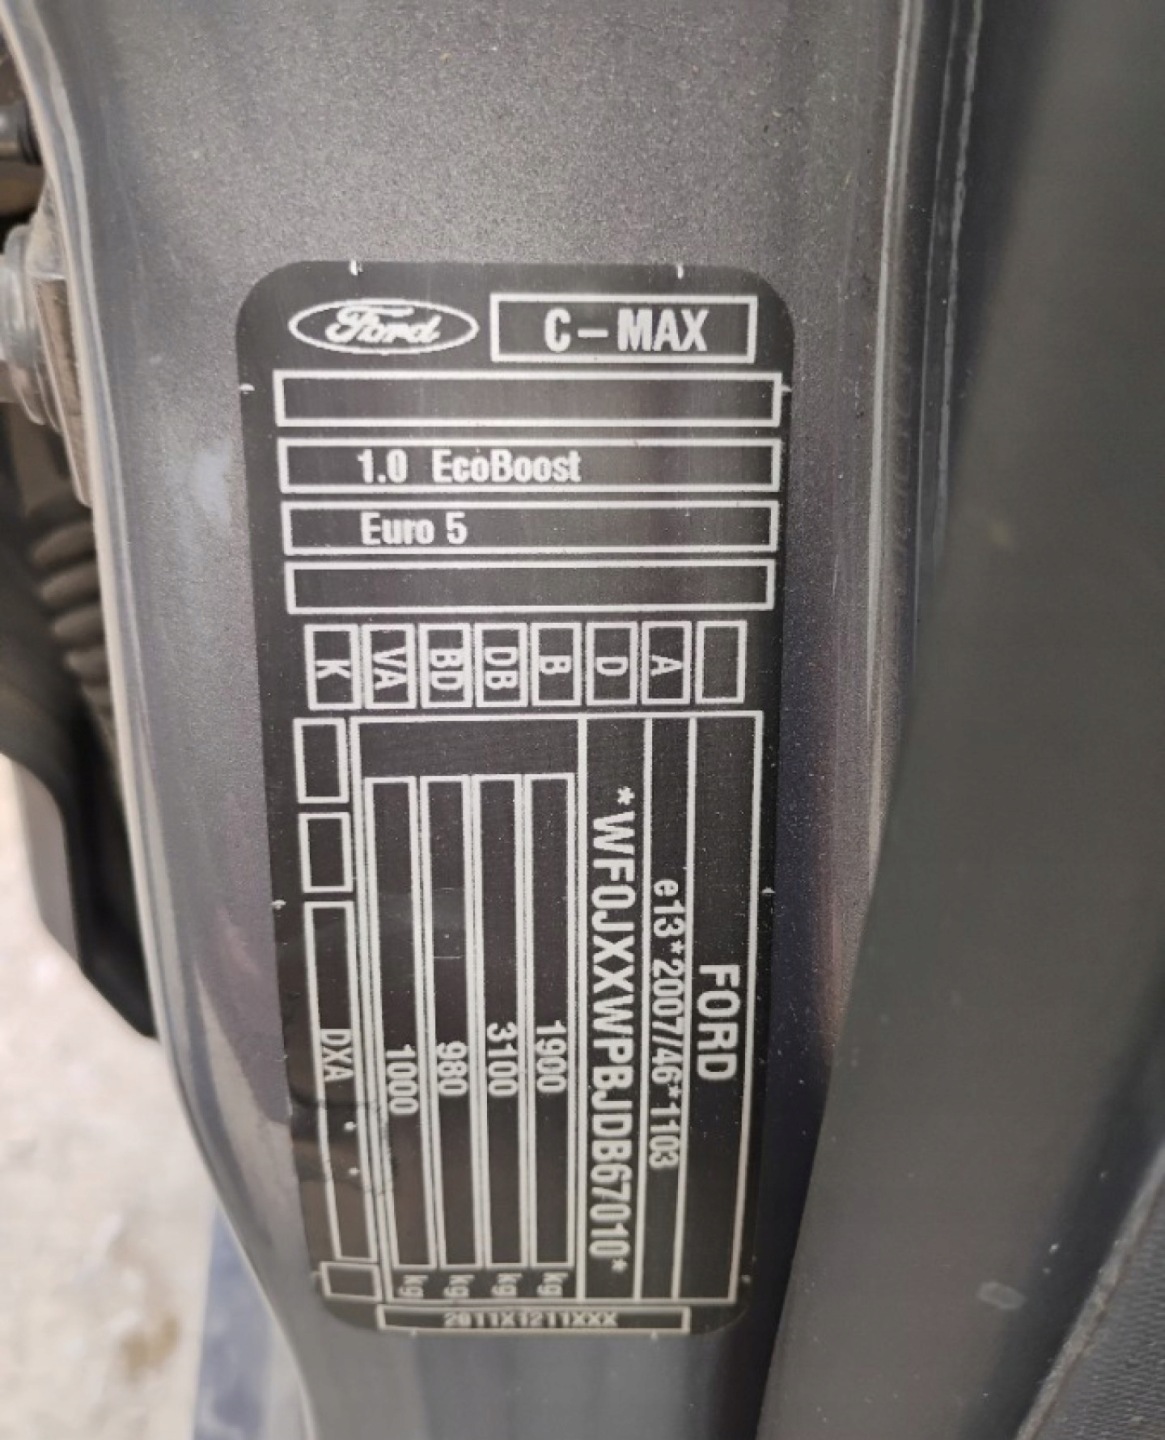 Ford
C-MAX
1.0 EcoBoost
Euro 5
FORD
A e13*2007/46*1103
D *WF0JXXWPBJDB67010*
B 1900 kg
DB 3100 kg
BD 980 kg
VA 1000 kg
K DXA